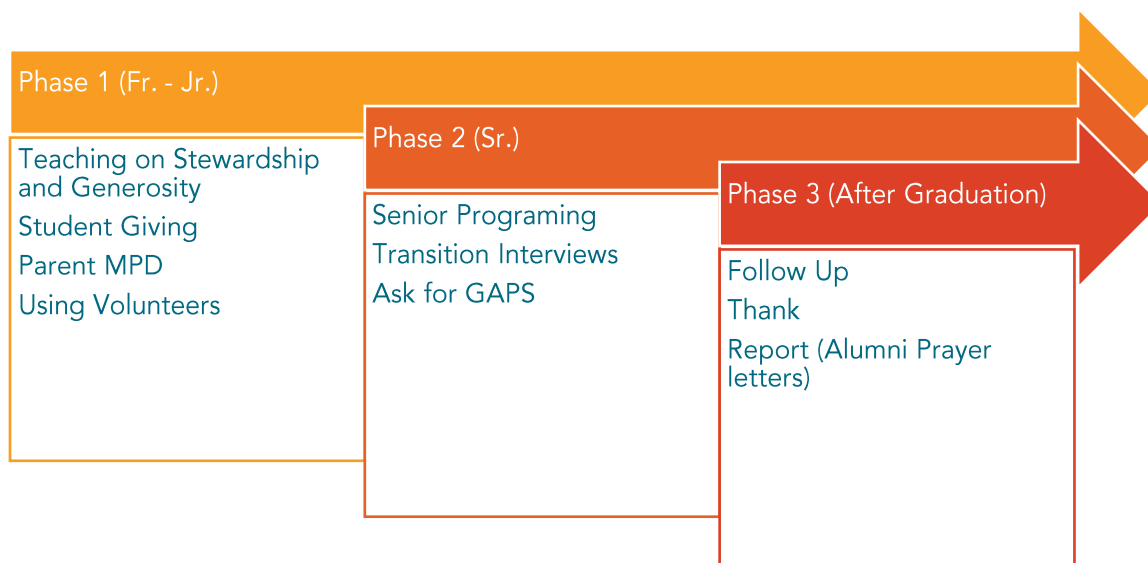 Phase 1 (Fr. - Jr.)
Teaching on Stewardship
and Generosity
Student Giving
Parent MPD
Using Volunteers
Phase 2 (Sr.)
Senior Programing
Transition Interviews
Ask for GAPS
Phase 3 (After Graduation)
Follow Up
Thank
Report (Alumni Prayer
letters)